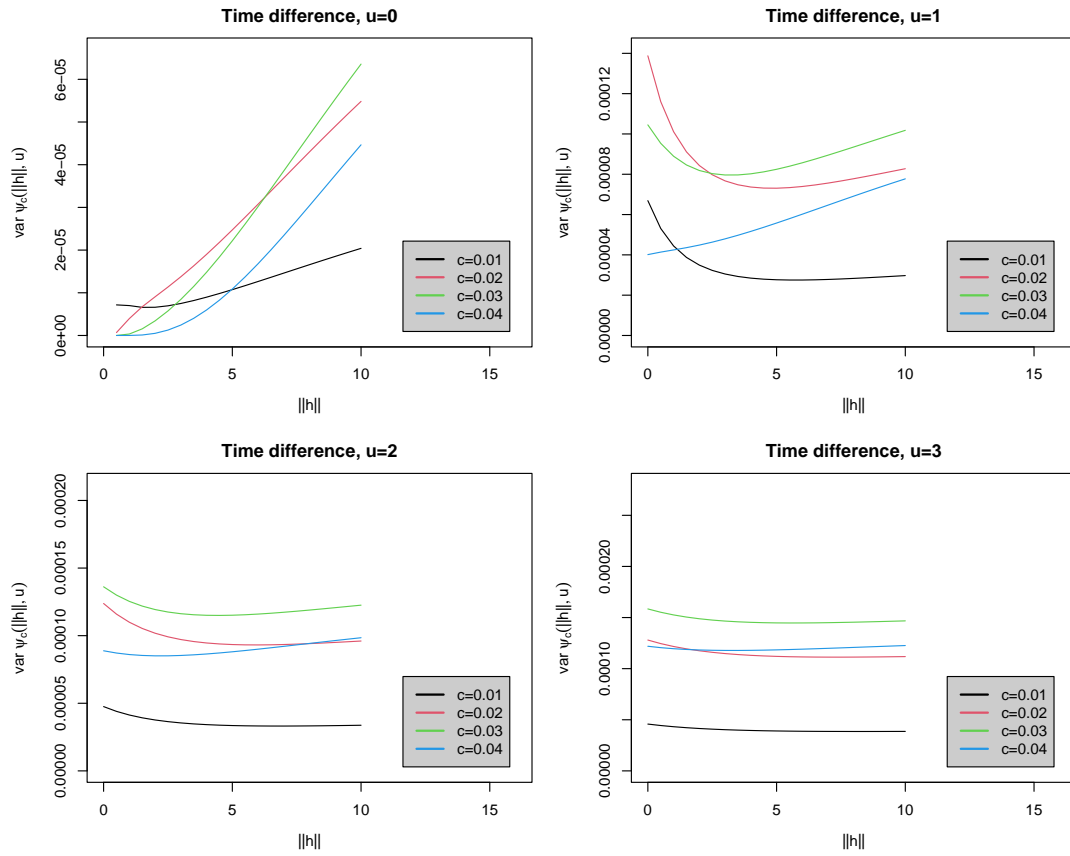 Time difference, u=0
var ψc(||h||, u)
0e+00
2e-05
4e-05
6e-05
0
5
10
15
||h||
c=0.01
c=0.02
c=0.03
c=0.04
Time difference, u=1
var ψc(||h||, u)
0.00000
0.00004
0.00008
0.00012
0
5
10
15
||h||
c=0.01
c=0.02
c=0.03
c=0.04
Time difference, u=2
var ψc(||h||, u)
0.00000
0.00005
0.00010
0.00015
0.00020
0
5
10
15
||h||
c=0.01
c=0.02
c=0.03
c=0.04
Time difference, u=3
var ψc(||h||, u)
0.00000
0.00010
0.00020
0
5
10
15
||h||
c=0.01
c=0.02
c=0.03
c=0.04